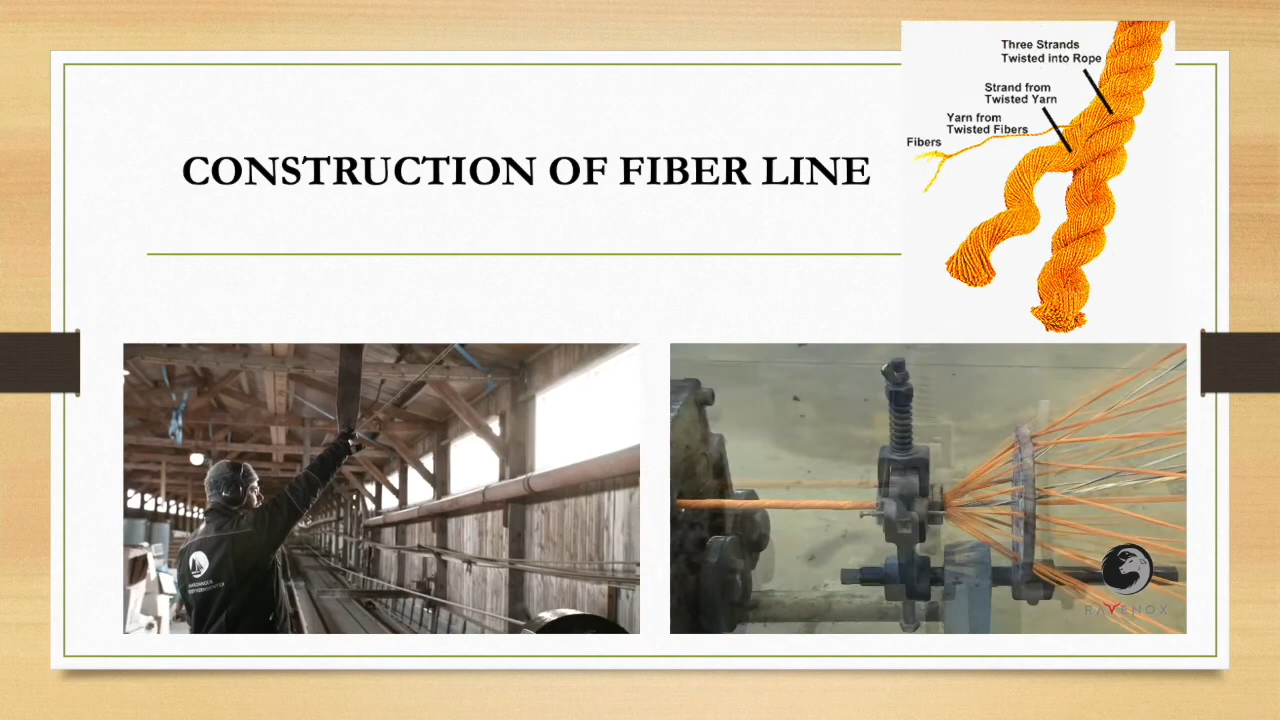 CONSTRUCTION OF FIBER LINE
Three Strands
Twisted into Rope
Strand from
Twisted Yarn
Yarn from
Twisted Fibers
Fibers
RAVENOX